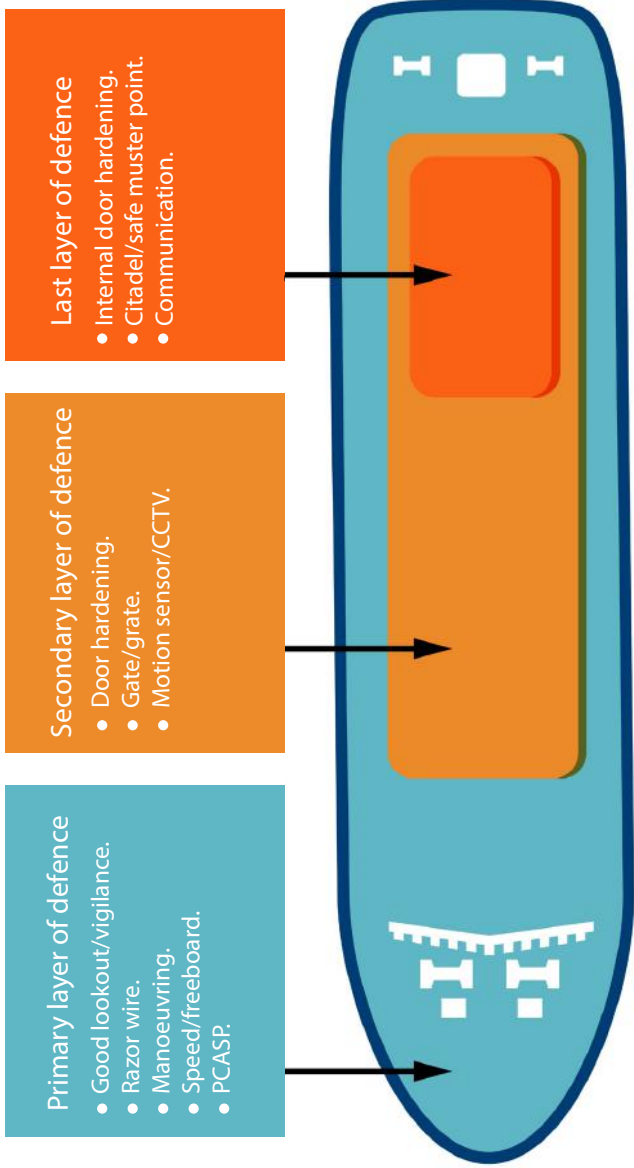 Primary layer of defence
● Good lookout/vigilance.
● Razor wire.
● Manoeuvring.
● Speed/freeboard.
● PCASP.
Secondary layer of defence
● Door hardening.
● Gate/grate.
● Motion sensor/CCTV.
Last layer of defence
● Internal door hardening.
● Citadel/safe muster point.
● Communication.